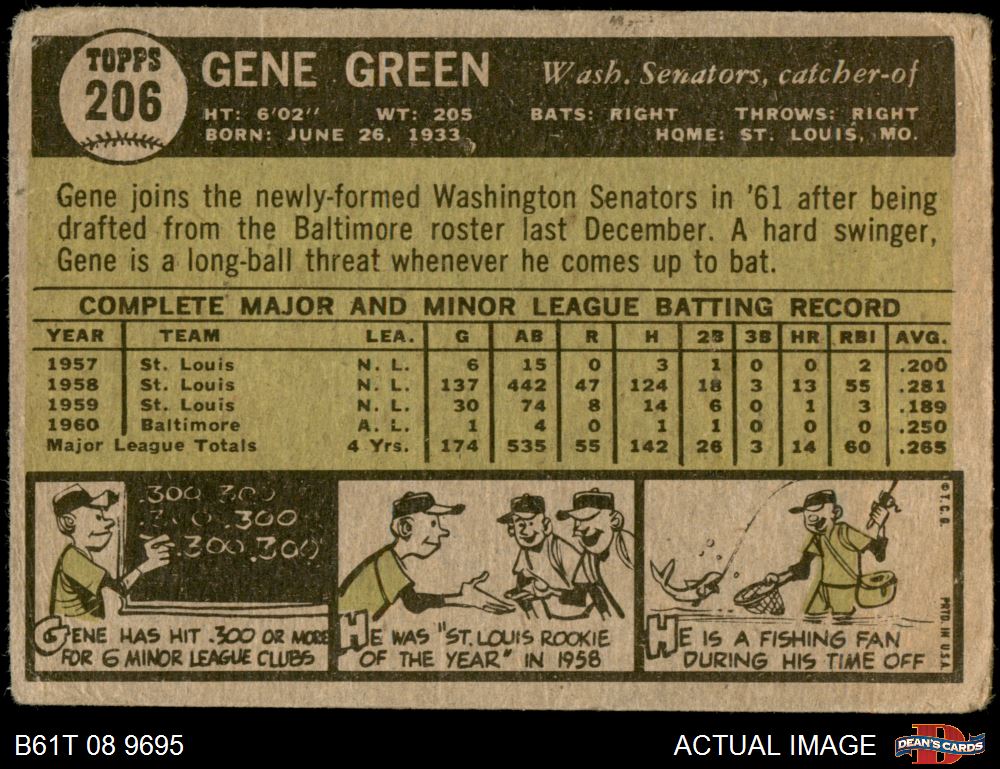 TOPPS
206
GENE GREEN
Wash. Senators, catcher-of
HT: 6'02" WT: 205 BATS: RIGHT THROWS: RIGHT
BORN: JUNE 26, 1933 HOME: ST. LOUIS, MO.
Gene joins the newly-formed Washington Senators in '61 after being
drafted from the Baltimore roster last December. A hard swinger,
Gene is a long-ball threat whenever he comes up to bat.
COMPLETE MAJOR AND MINOR LEAGUE BATTING RECORD
YEAR TEAM LEA. G AB R H 2B 3B HR RBI AVG.
1957 St. Louis N. L. 6 15 0 3 1 0 0 2 .200
1958 St. Louis N. L. 137 442 47 124 18 3 13 55 .281
1959 St. Louis N. L. 30 74 8 14 6 0 1 3 .189
1960 Baltimore A. L. 1 4 0 1 1 0 0 0 .250
Major League Totals 4 Yrs. 174 535 55 142 26 3 14 60 .265
.300 .300
.300 .300
.300 .300
GENE HAS HIT .300 OR MORE
FOR 6 MINOR LEAGUE CLUBS
HE WAS "ST. LOUIS ROOKIE
OF THE YEAR" IN 1958
HE IS A FISHING FAN
DURING HIS TIME OFF
© T.C.G.
PRTD. IN U.S.A.
B61T 08 9695
ACTUAL IMAGE
D
DEAN'S CARDS